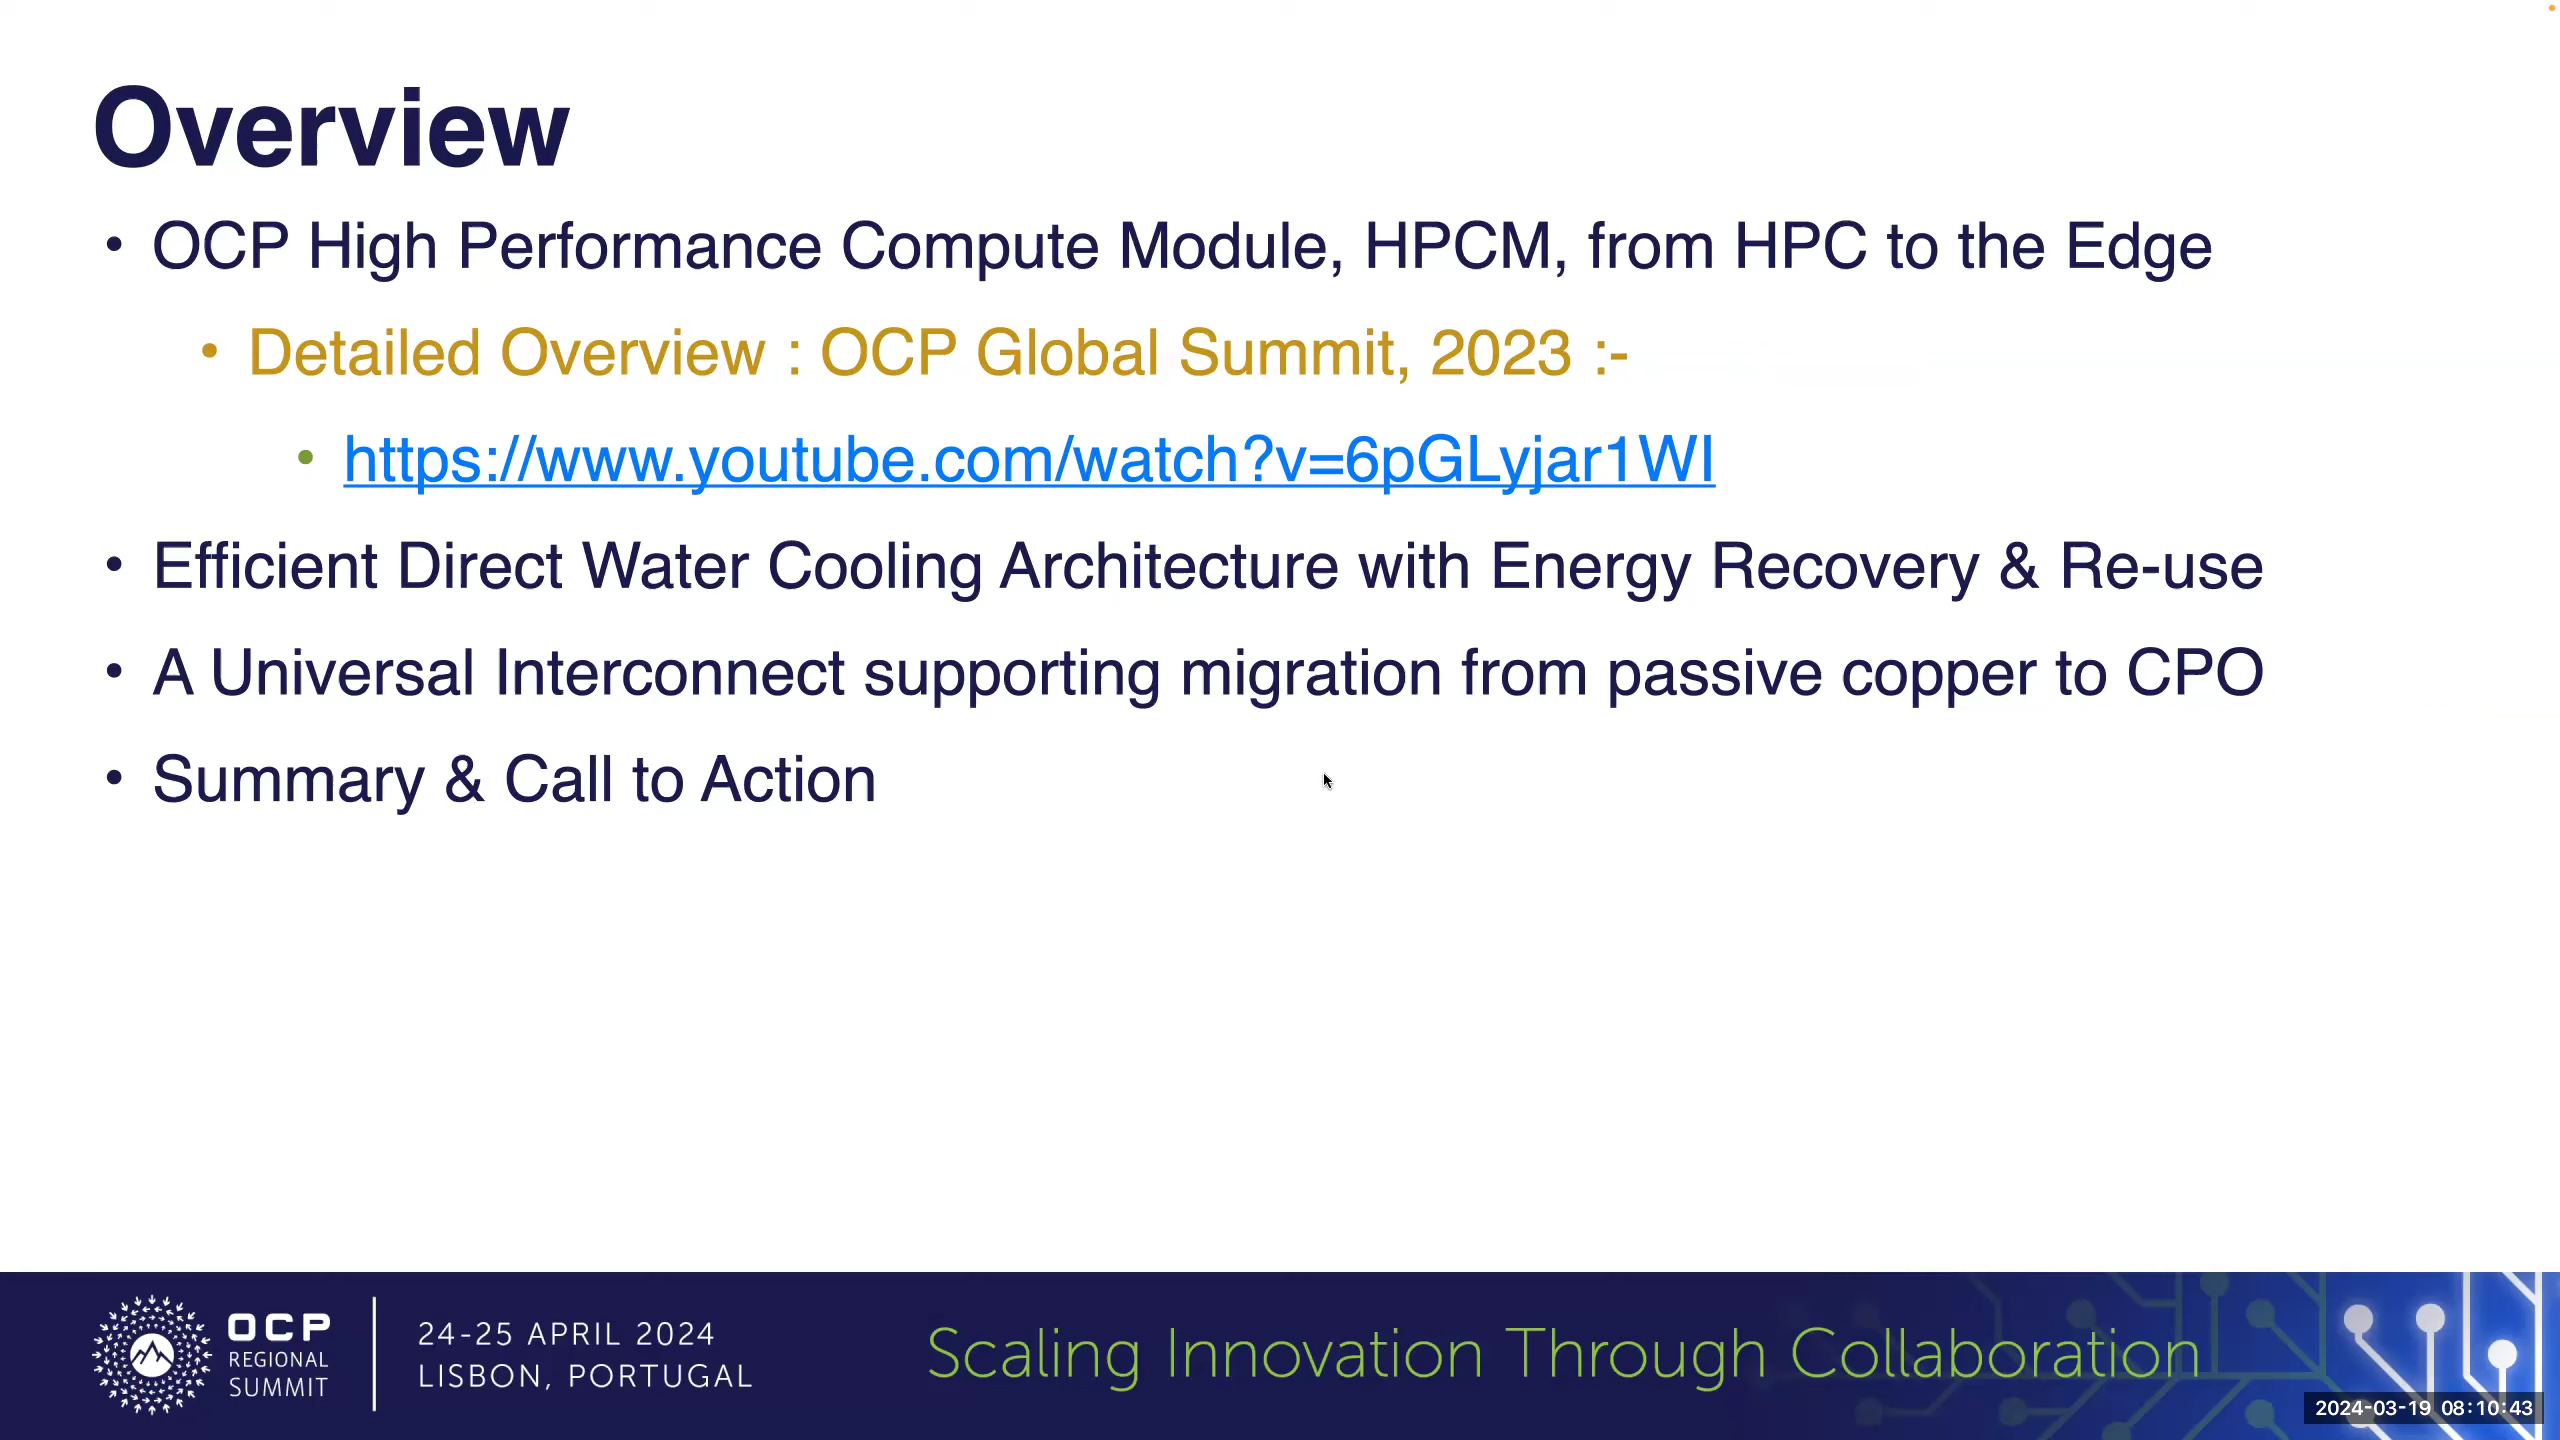 Overview
• OCP High Performance Compute Module, HPCM, from HPC to the Edge
• Detailed Overview : OCP Global Summit, 2023 :-
• https://www.youtube.com/watch?v=6pGLyjar1WI
• Efficient Direct Water Cooling Architecture with Energy Recovery & Re-use
• A Universal Interconnect supporting migration from passive copper to CPO
• Summary & Call to Action
OCP
REGIONAL
SUMMIT
24-25 APRIL 2024
LISBON, PORTUGAL
Scaling Innovation Through Collaboration
2024-03-19 08:10:43